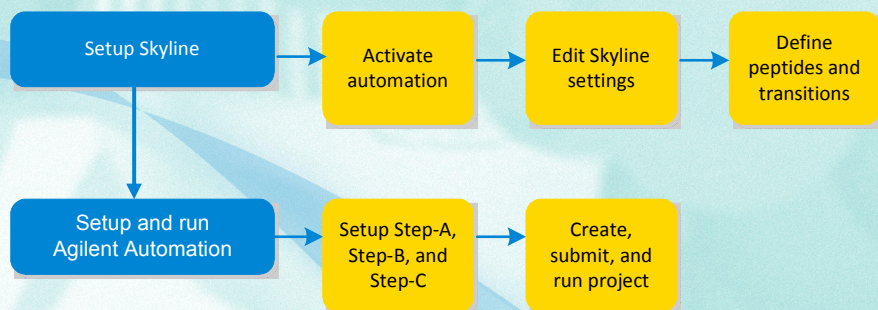 Setup Skyline
Activate
automation
Edit Skyline
settings
Define
peptides and
transitions
Setup and run
Agilent Automation
Setup Step-A,
Step-B, and
Step-C
Create,
submit, and
run project